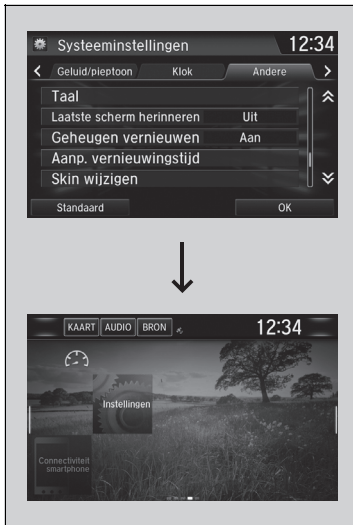 Systeeminstellingen 12:34
Geluid/pieptoon Klok Andere
Taal
Laatste scherm herinneren Uit
Geheugen vernieuwen Aan
Aanp. vernieuwingstijd
Skin wijzigen
Standaard OK
KAART AUDIO BRON 12:34
Instellingen
Connectiviteit
smartphone